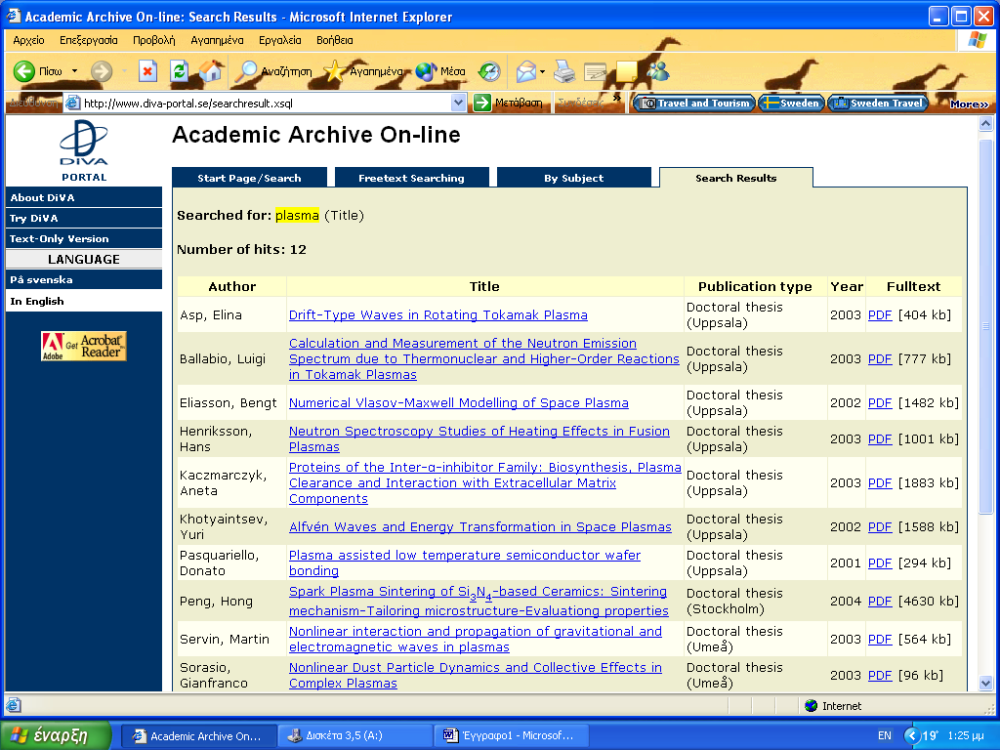 Academic Archive On-line: Search Results - Microsoft Internet Explorer
Αρχείο Επεξεργασία Προβολή Αγαπημένα Εργαλεία Βοήθεια
Πίσω Αναζήτηση Αγαπημένα Μέσα
Διεύθυνση http://www.diva-portal.se/searchresult.xsql Μετάβαση Συνδέσεις » Travel and Tourism Sweden Sweden Travel More»
DiVA
PORTAL
About DiVA
Try DiVA
Text-Only Version
LANGUAGE
På svenska
In English
Get Acrobat Reader
Adobe
Academic Archive On-line
Start Page/Search Freetext Searching By Subject Search Results
Searched for: plasma (Title)
Number of hits: 12
Author Title Publication type Year Fulltext
Asp, Elina Drift-Type Waves in Rotating Tokamak Plasma Doctoral thesis (Uppsala) 2003 PDF [404 kb]
Ballabio, Luigi Calculation and Measurement of the Neutron Emission Spectrum due to Thermonuclear and Higher-Order Reactions in Tokamak Plasmas Doctoral thesis (Uppsala) 2003 PDF [777 kb]
Eliasson, Bengt Numerical Vlasov-Maxwell Modelling of Space Plasma Doctoral thesis (Uppsala) 2002 PDF [1482 kb]
Henriksson, Hans Neutron Spectroscopy Studies of Heating Effects in Fusion Plasmas Doctoral thesis (Uppsala) 2003 PDF [1001 kb]
Kaczmarczyk, Aneta Proteins of the Inter-α-inhibitor Family: Biosynthesis, Plasma Clearance and Interaction with Extracellular Matrix Components Doctoral thesis (Uppsala) 2003 PDF [1883 kb]
Khotyaintsev, Yuri Alfvén Waves and Energy Transformation in Space Plasmas Doctoral thesis (Uppsala) 2002 PDF [1588 kb]
Pasquariello, Donato Plasma assisted low temperature semiconductor wafer bonding Doctoral thesis (Uppsala) 2001 PDF [294 kb]
Peng, Hong Spark Plasma Sintering of Si3N4-based Ceramics: Sintering mechanism-Tailoring microstructure-Evaluationg properties Doctoral thesis (Stockholm) 2004 PDF [4630 kb]
Servin, Martin Nonlinear interaction and propagation of gravitational and electromagnetic waves in plasmas Doctoral thesis (Umeå) 2003 PDF [564 kb]
Sorasio, Gianfranco Nonlinear Dust Particle Dynamics and Collective Effects in Complex Plasmas Doctoral thesis (Umeå) 2003 PDF [96 kb]
Internet
έναρξη Academic Archive On... Δισκέτα 3,5 (A:) Έγγραφο1 - Microsof... EN 19° 1:25 μμ